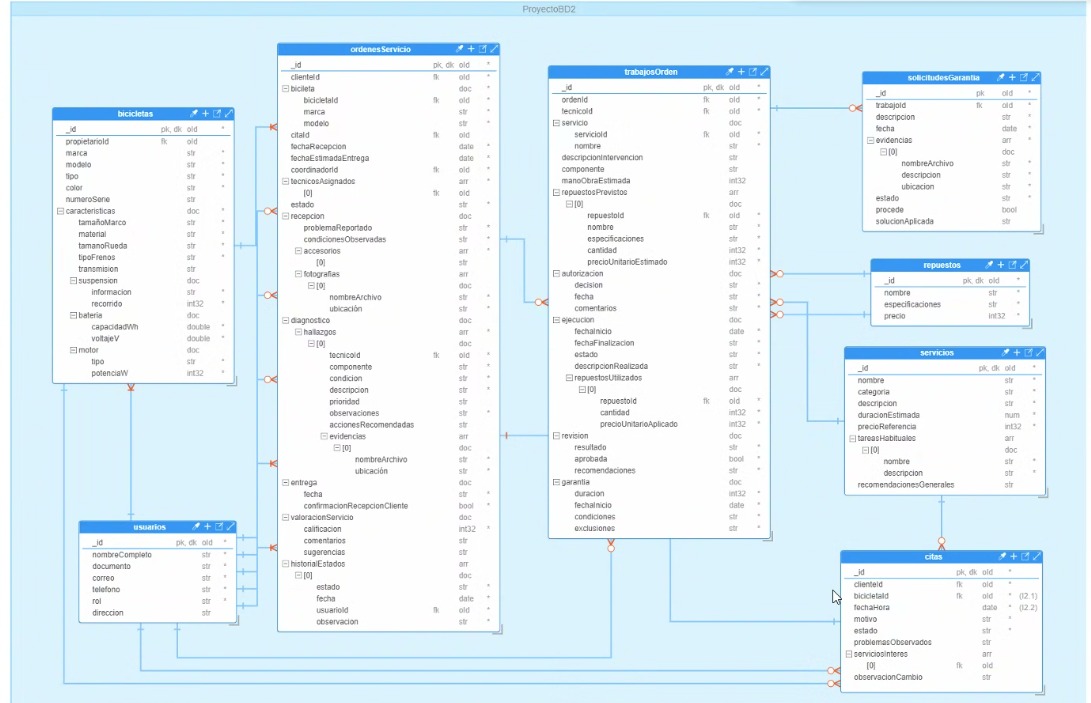 ProyectoBD2
bicicletas
_id pk, dk oId *
propietarioId fk oId
marca str *
modelo str *
tipo str *
color str *
numeroSerie str
caracteristicas doc *
tamañoMarco str *
material str *
tamanoRueda str *
tipoFrenos str *
transmision str
suspension doc
informacion str *
recorrido int32 *
bateria doc
capacidadWh double *
voltajeV double *
motor doc
tipo str *
potenciaW int32 *
usuarios
_id pk, dk oId *
nombreCompleto str *
documento str *
correo str *
telefono str *
rol str *
direccion str
ordenesServicio
_id pk, dk oId *
clienteId fk oId *
bicileta doc *
bicicletaId fk oId *
marca str *
modelo str *
citaId fk oId
fechaRecepcion date *
fechaEstimadaEntrega date
coordinadorId fk oId *
tecnicosAsignados arr *
[0] fk oId
estado str *
recepcion doc *
problemaReportado str *
condicionesObservadas str *
accesorios arr *
[0] str
fotografias arr *
[0] doc
nombreArchivo str *
ubicación str *
diagnostico doc
hallazgos arr *
[0] doc
tecnicoId fk oId *
componente str *
condicion str *
descripcion str *
prioridad str
observaciones str *
accionesRecomendadas str
evidencias arr *
[0] doc
nombreArchivo str *
ubicación str
entrega doc
fecha str *
confirmacionRecepcionCliente bool *
valoracionServicio doc
calificacion int32 *
comentarios str
sugerencias str
historialEstados arr
[0] doc
estado str *
fecha date *
usuarioId fk oId *
observacion str *
trabajosOrden
_id pk, dk oId *
ordenId fk oId *
tecnicoId fk oId *
servicio doc
servicioId fk oId *
nombre str *
descripcionIntervencion str
componente str
manoObraEstimada int32
repuestosPrevistos arr
[0] doc
repuestoId fk oId *
nombre str *
especificaciones str *
cantidad int32 *
precioUnitarioEstimado int32 *
autorizacion doc
decision str *
fecha str *
comentarios str *
ejecucion doc
fechaInicio date *
fechaFinalizacion date
estado str *
descripcionRealizada str
repuestosUtilizados arr
[0] doc
repuestoId fk oId *
cantidad int32 *
precioUnitarioAplicado int32 *
revision doc
resultado str *
aprobada bool *
recomendaciones str *
garantia doc
duracion int32 *
fechaInicio date *
condiciones str *
exclusiones str *
solicitudesGarantia
_id pk oId *
trabajoId fk oId *
descripcion str *
fecha date *
evidencias arr
[0] doc
nombreArchivo str *
descripcion str *
ubicacion str *
estado str *
procede bool
solucionAplicada str
repuestos
_id pk, dk oId *
nombre str *
especificaciones str *
precio int32 *
servicios
_id pk, dk oId *
nombre str *
categoria str *
descripcion str *
duracionEstimada num *
precioReferencia int32 *
tareasHabituales arr *
[0] doc
nombre str *
descripcion str *
recomendacionesGenerales str
citas
_id pk, dk oId *
clienteId fk oId *
bicicletaId fk oId * (I2.1)
fechaHora date * (I2.2)
motivo str *
estado str *
problemasObservados str
serviciosInteres arr
[0] fk oId
observacionCambio str